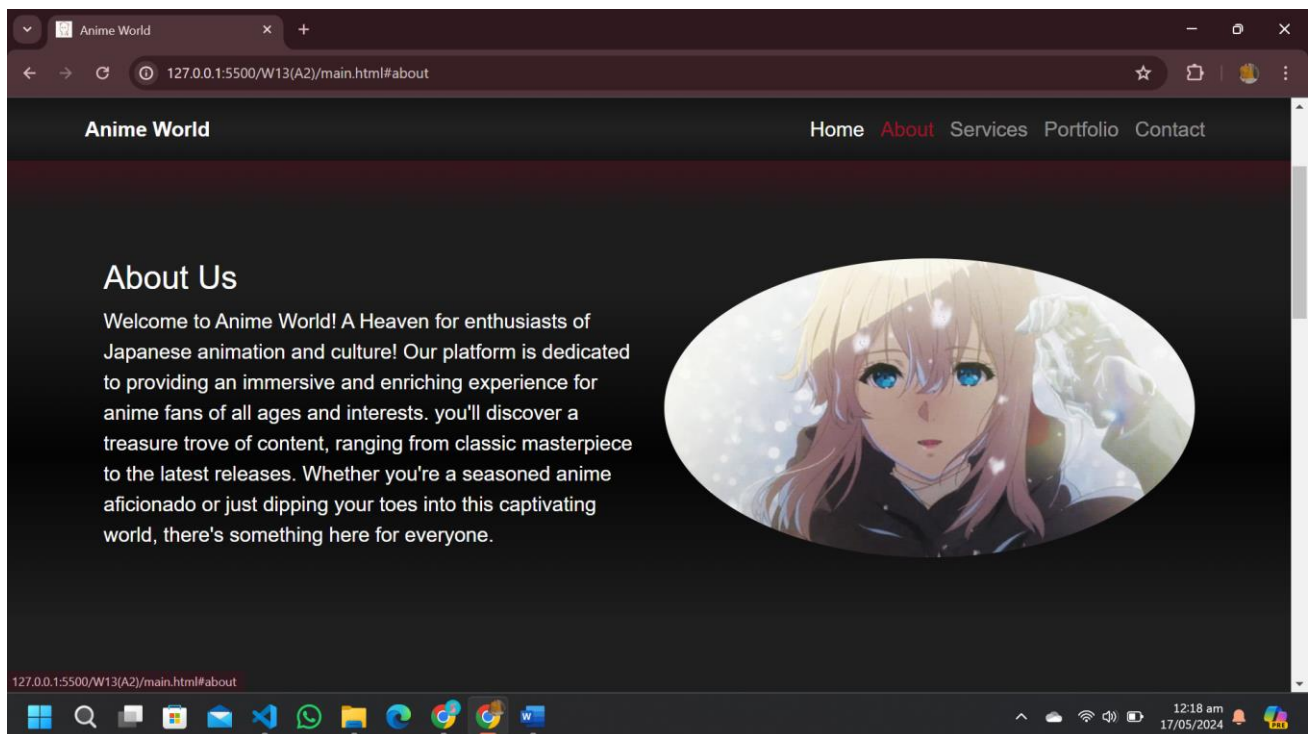 Anime World
127.0.0.1:5500/W13(A2)/main.html#about
Anime World
Home About Services Portfolio Contact
About Us
Welcome to Anime World! A Heaven for enthusiasts of
Japanese animation and culture! Our platform is dedicated
to providing an immersive and enriching experience for
anime fans of all ages and interests. you'll discover a
treasure trove of content, ranging from classic masterpiece
to the latest releases. Whether you're a seasoned anime
aficionado or just dipping your toes into this captivating
world, there's something here for everyone.
127.0.0.1:5500/W13(A2)/main.html#about
12:18 am
17/05/2024
PRE